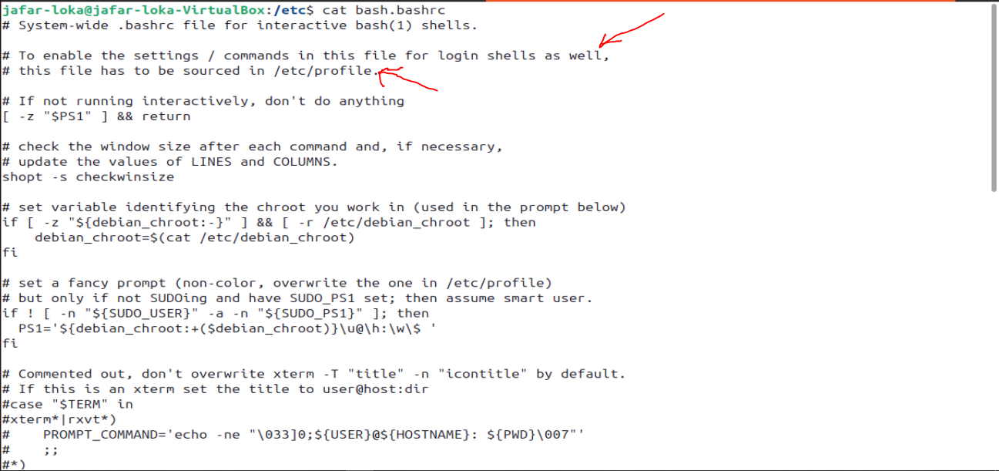 jafar-loka@jafar-loka-VirtualBox:/etc$ cat bash.bashrc
# System-wide .bashrc file for interactive bash(1) shells.
# To enable the settings / commands in this file for login shells as well,
# this file has to be sourced in /etc/profile.
# If not running interactively, don't do anything
[ -z "$PS1" ] && return
# check the window size after each command and, if necessary,
# update the values of LINES and COLUMNS.
shopt -s checkwinsize
# set variable identifying the chroot you work in (used in the prompt below)
if [ -z "${debian_chroot:-}" ] && [ -r /etc/debian_chroot ]; then
    debian_chroot=$(cat /etc/debian_chroot)
fi
# set a fancy prompt (non-color, overwrite the one in /etc/profile)
# but only if not SUDOing and have SUDO_PS1 set; then assume smart user.
if ! [ -n "${SUDO_USER}" -a -n "${SUDO_PS1}" ]; then
  PS1='${debian_chroot:+($debian_chroot)}\u@\h:\w\$ '
fi
# Commented out, don't overwrite xterm -T "title" -n "icontitle" by default.
# If this is an xterm set the title to user@host:dir
#case "$TERM" in
#xterm*|rxvt*)
#    PROMPT_COMMAND='echo -ne "\033]0;${USER}@${HOSTNAME}: ${PWD}\007"'
#    ;;
#*)